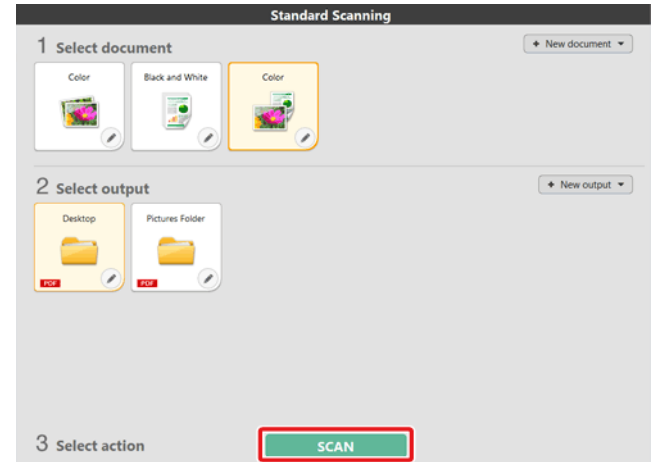 Standard Scanning
1 Select document
+ New document
Color
Black and White
Color
2 Select output
+ New output
Desktop
Pictures Folder
PDF
PDF
3 Select action
SCAN